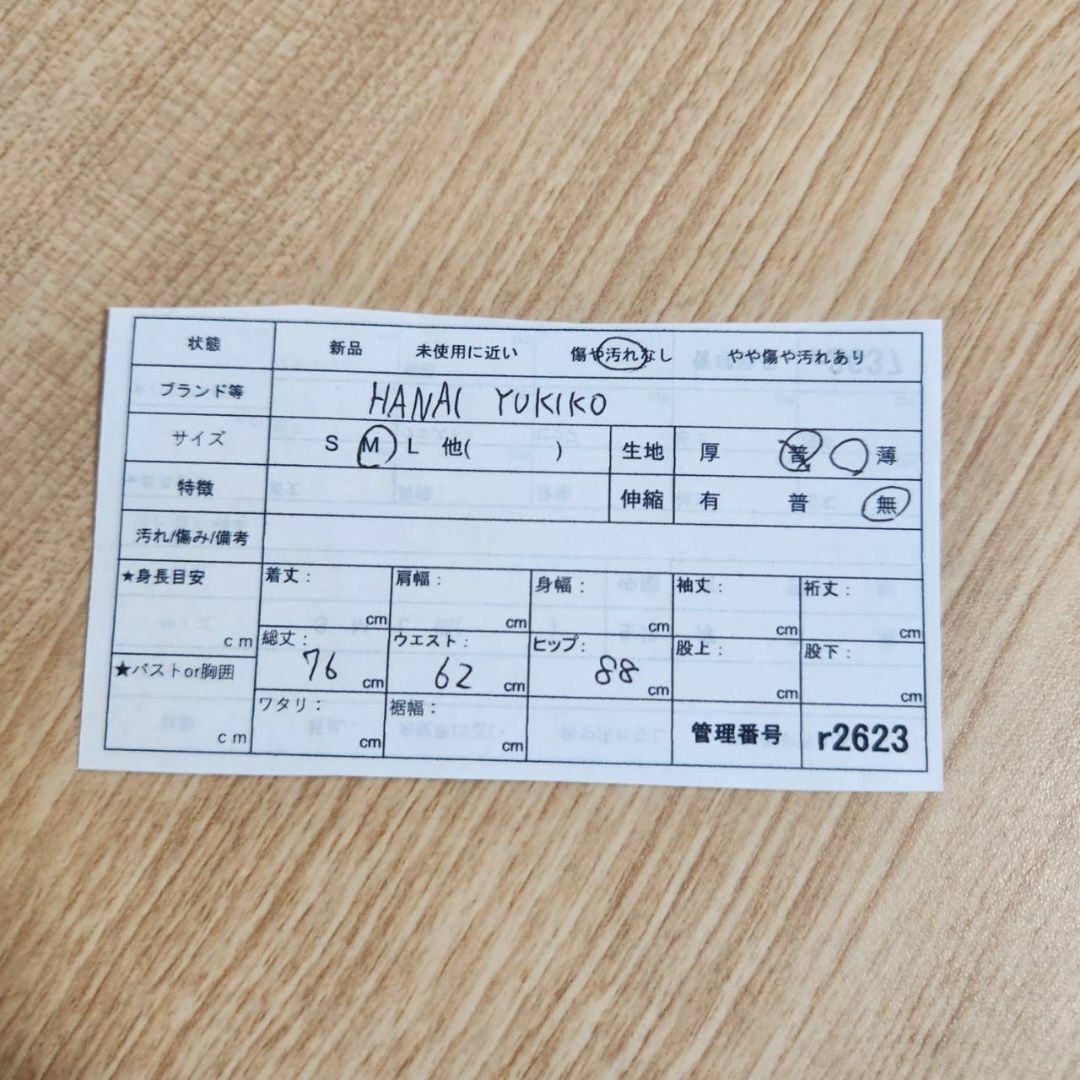 状態 新品 未使用に近い 傷や汚れなし やや傷や汚れあり
ブランド等 HANAI YUKIKO
サイズ S M L 他( ) 生地 厚 普 薄
特徴 伸縮 有 普 無
汚れ/傷み/備考
★身長目安 着丈: 肩幅: 身幅: 袖丈: 裄丈:
cm cm cm cm cm
cm 総丈: ウエスト: ヒップ: 股上: 股下:
★バストor胸囲 76 cm 62 cm 88 cm cm cm
ワタリ: 裾幅: 管理番号 r2623
cm cm cm